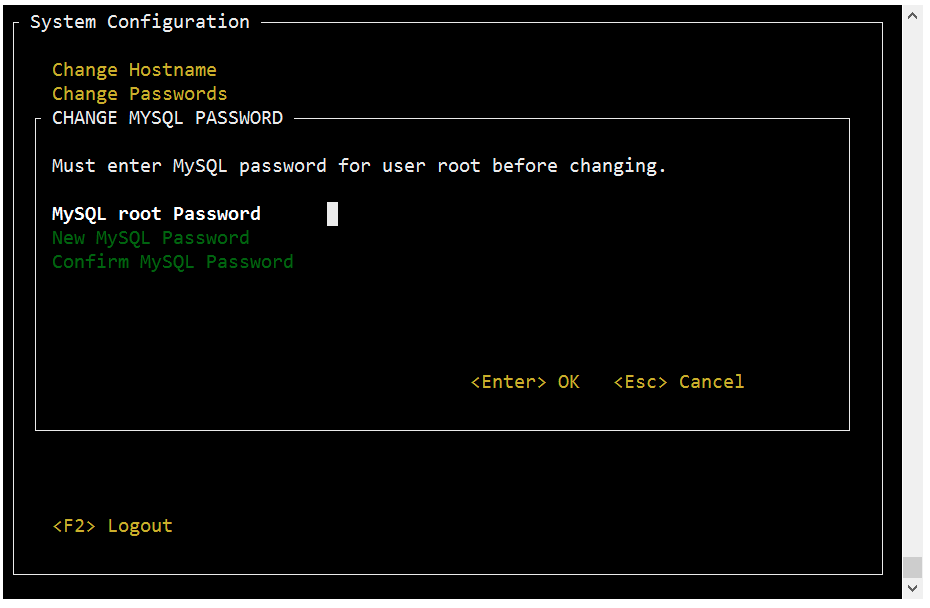 System Configuration
Change Hostname
Change Passwords
CHANGE MYSQL PASSWORD
Must enter MySQL password for user root before changing.
MySQL root Password
New MySQL Password
Confirm MySQL Password
<Enter> OK <Esc> Cancel
<F2> Logout